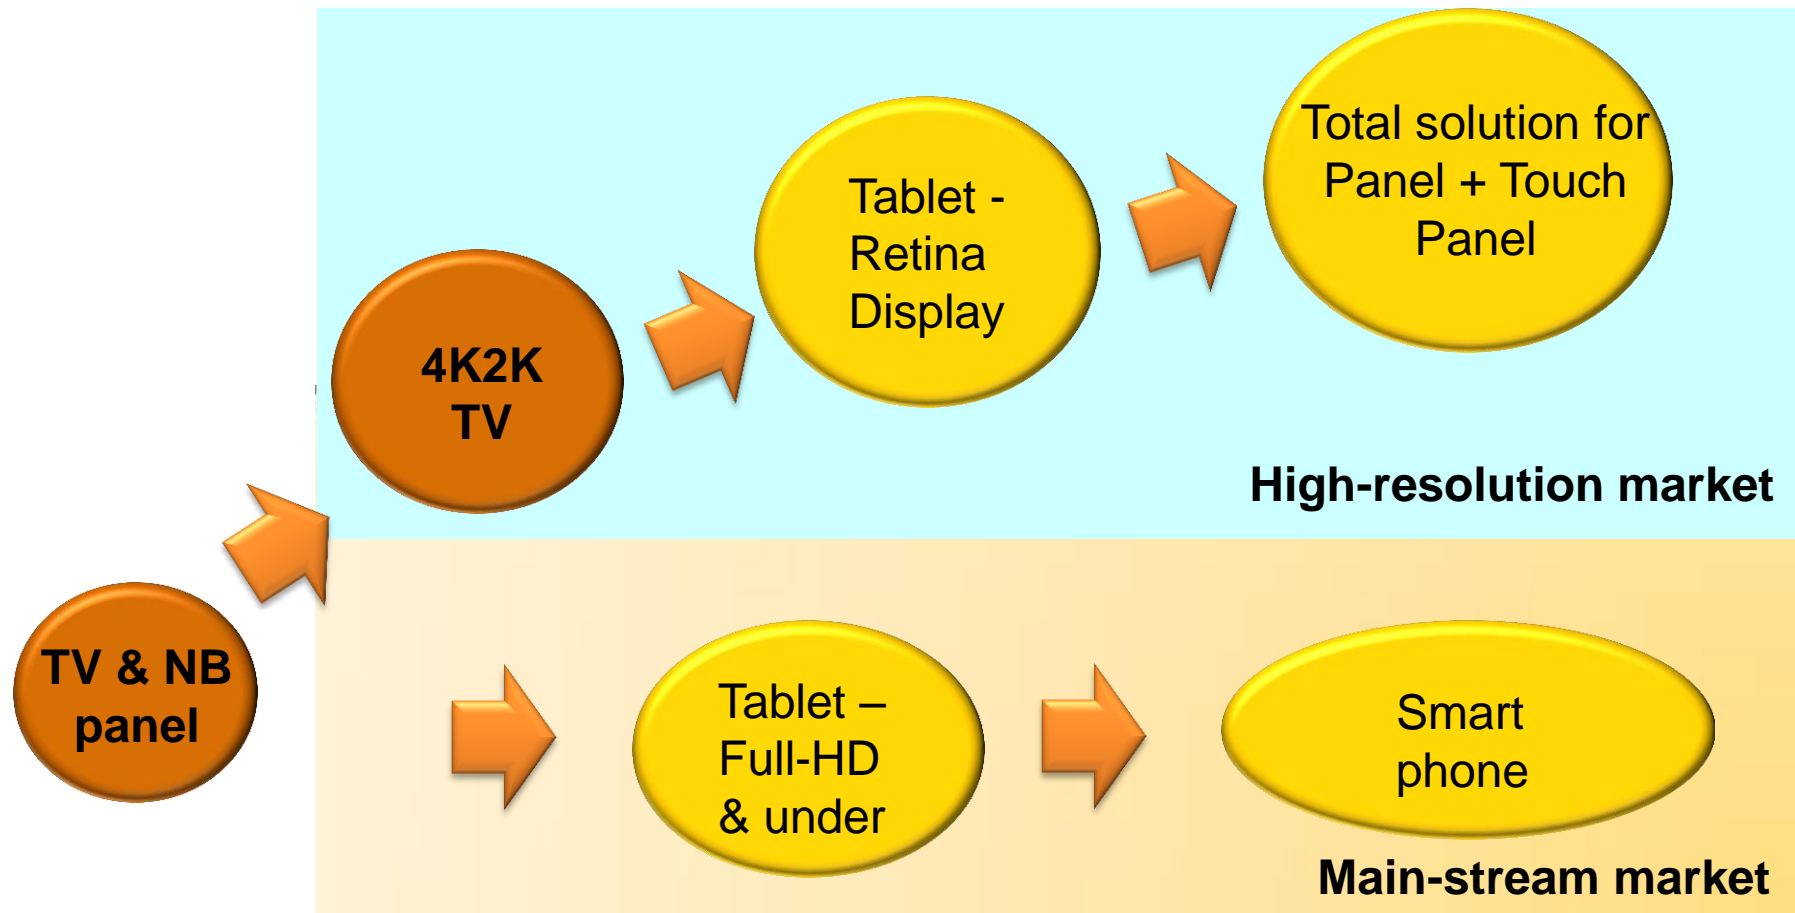 Total solution for
Panel + Touch
Panel
Tablet -
Retina
Display
4K2K
TV
High-resolution market
TV & NB
panel
Tablet –
Full-HD
& under
Smart
phone
Main-stream market